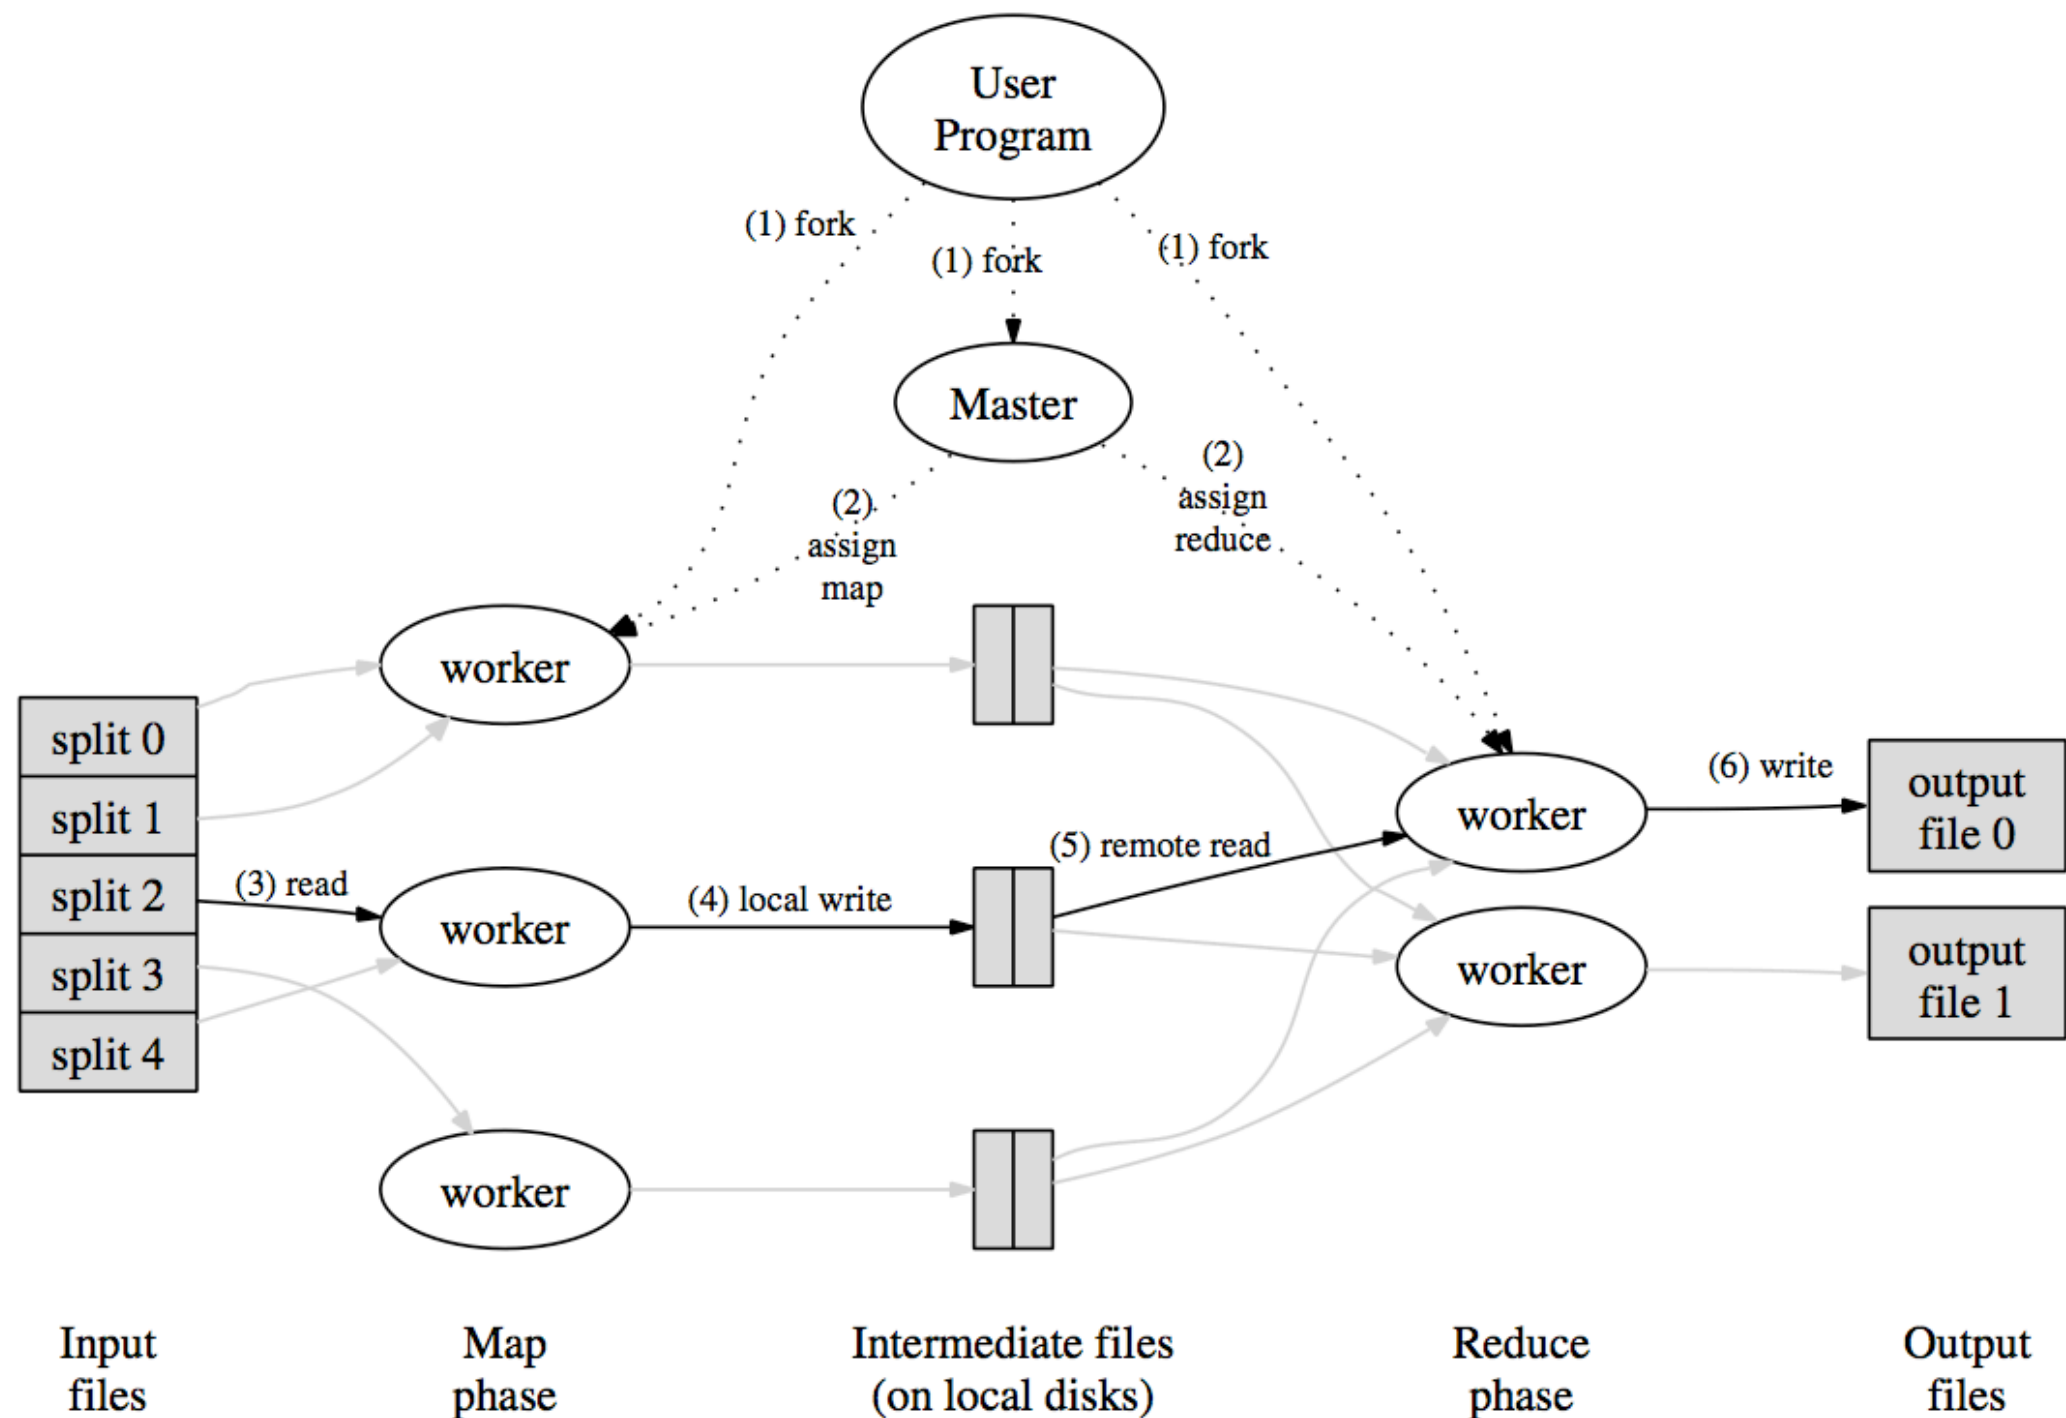 User
Program
(1) fork
(1) fork
(1) fork
Master
(2)
assign
map
(2)
assign
reduce
worker
split 0
split 1
split 2
split 3
split 4
(3) read
worker
(4) local write
(5) remote read
worker
(6) write
output
file 0
worker
output
file 1
worker
Input
files
Map
phase
Intermediate files
(on local disks)
Reduce
phase
Output
files